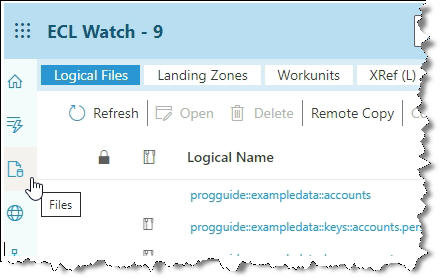 ECL Watch - 9
Logical Files Landing Zones Workunits XRef (L)
Refresh Open Delete Remote Copy
Logical Name
progguide::exampledata::accounts
Files
progguide::exampledata::keys::accounts.per